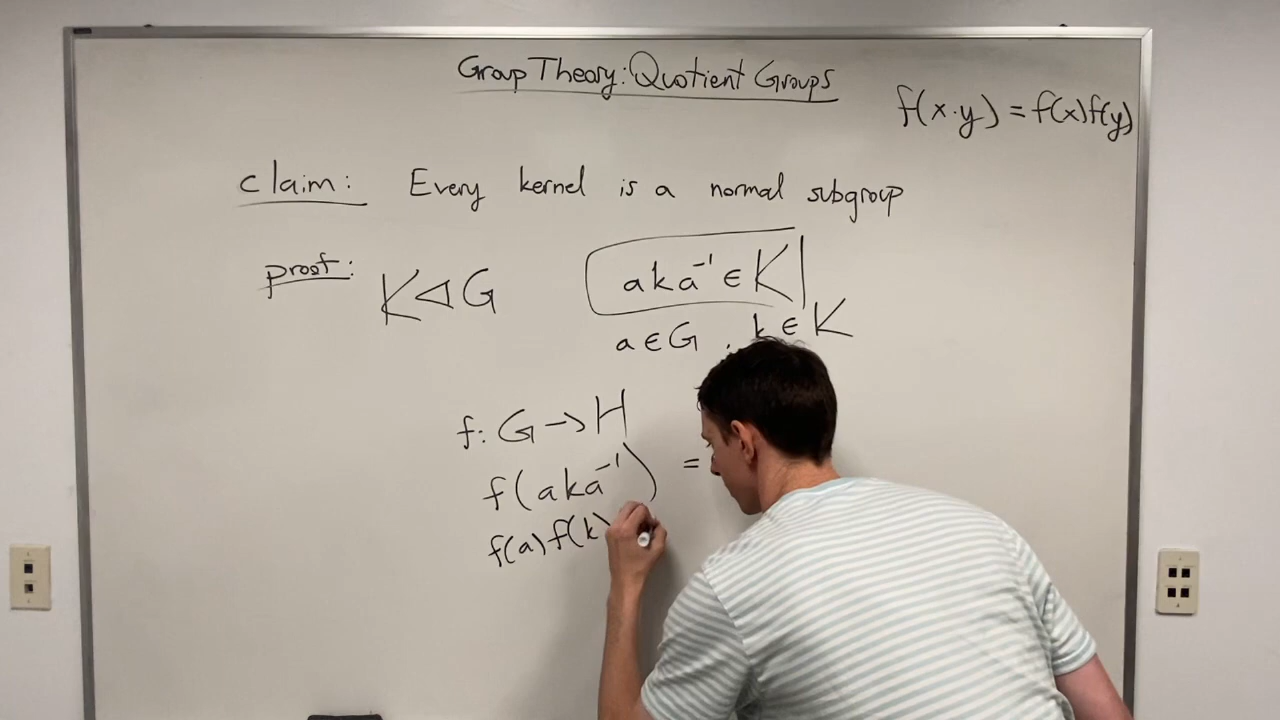 Group Theory: Quotient Groups
f(x·y) = f(x)f(y)
claim: Every kernel is a normal subgroup
proof: K ⊲ G aka⁻¹ ∈ K
a ∈ G , k ∈ K
f: G → H
f(aka⁻¹) =
f(a) f(k)